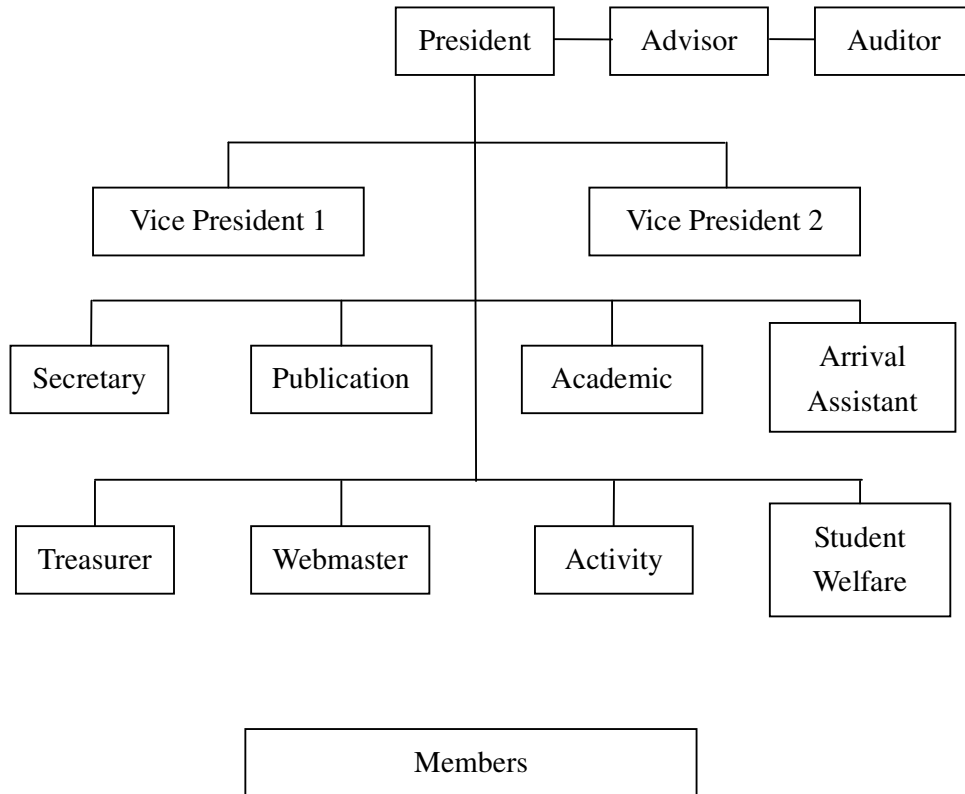 President
Advisor
Auditor
Vice President 1
Vice President 2
Secretary
Publication
Academic
Arrival
Assistant
Treasurer
Webmaster
Activity
Student
Welfare
Members